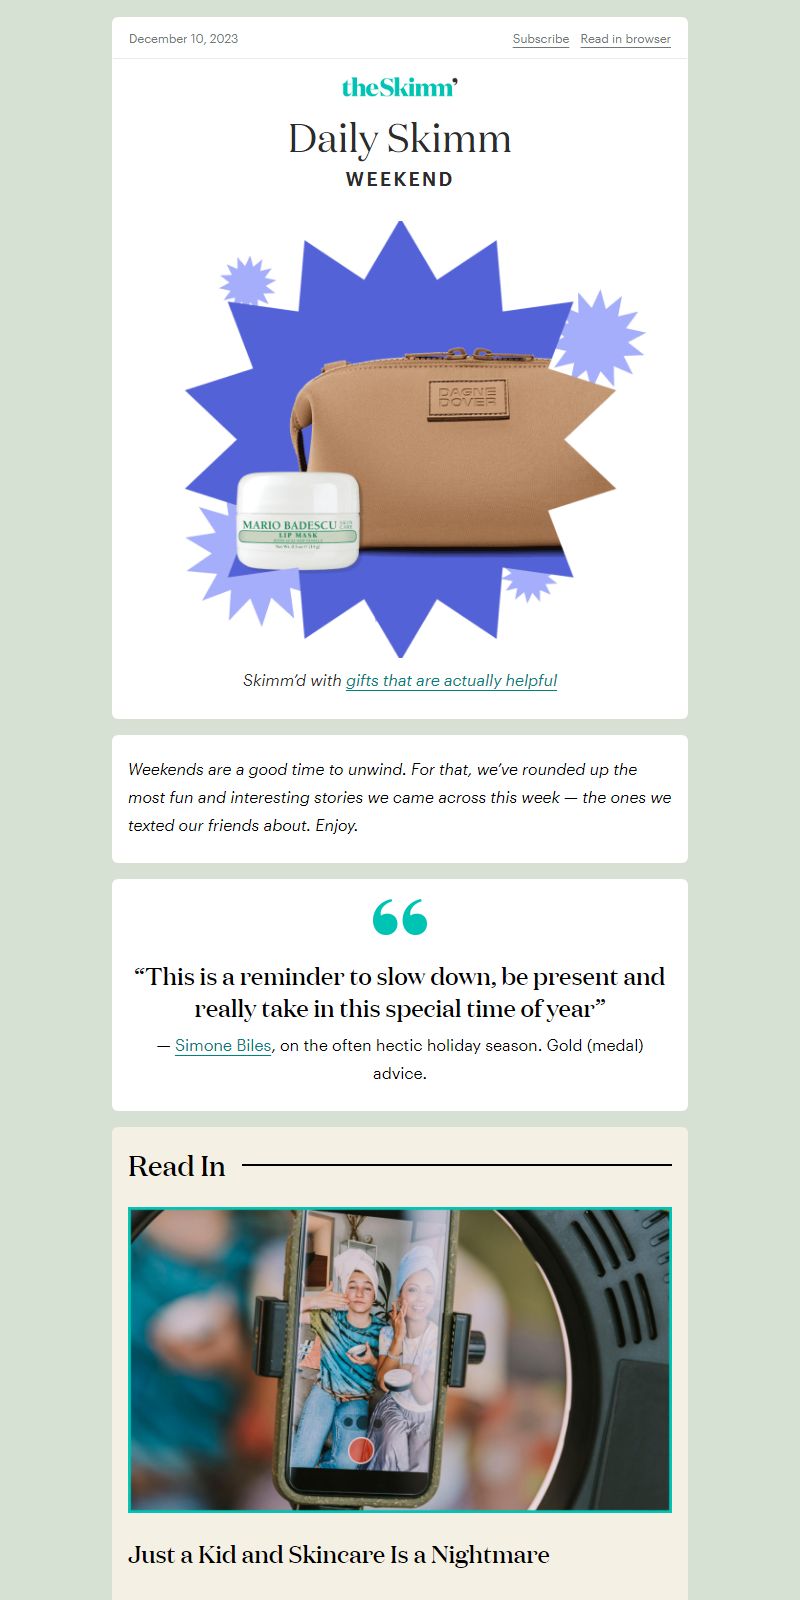 December 10, 2023
Subscribe Read in browser
theSkimm’
Daily Skimm
WEEKEND
DAGNE
DOVER
MARIO BADESCU SKIN CARE
LIP MASK
Skimm’d with gifts that are actually helpful
Weekends are a good time to unwind. For that, we’ve rounded up the
most fun and interesting stories we came across this week — the ones we
texted our friends about. Enjoy.
“This is a reminder to slow down, be present and
really take in this special time of year”
— Simone Biles, on the often hectic holiday season. Gold (medal)
advice.
Read In
Just a Kid and Skincare Is a Nightmare